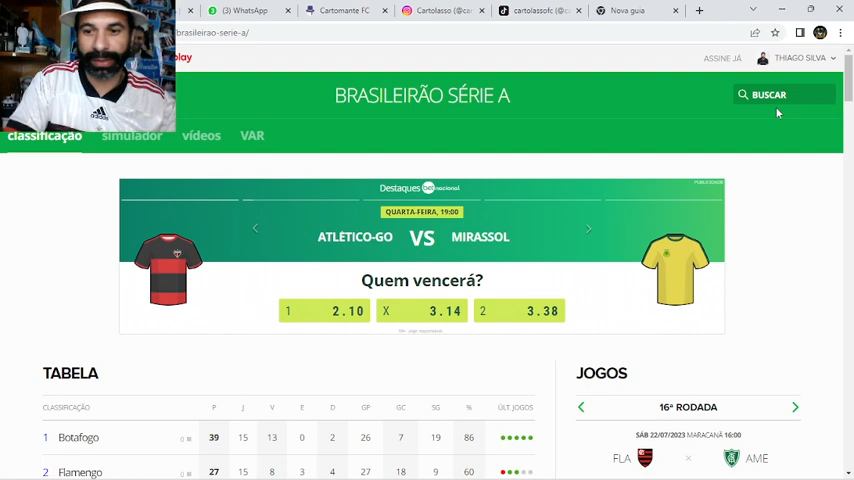 (3) WhatsApp
Cartomante FC
Cartolasso (@ca
cartolassofc (@c
Nova guia
brasileirao-serie-a/
play
ASSINE JÁ
THIAGO SILVA
BRASILEIRÃO SÉRIE A
BUSCAR
classificação
simulador
vídeos
VAR
Destaques betnacional
PUBLICIDADE
QUARTA-FEIRA, 19:00
ATLÉTICO-GO VS MIRASSOL
Quem vencerá?
1 2.10 X 3.14 2 3.38
TABELA
CLASSIFICAÇÃO P J V E D GP GC SG % ÚLT. JOGOS
1 Botafogo 0 39 15 13 0 2 26 7 19 86
2 Flamengo 0 27 15 8 3 4 27 18 9 60
JOGOS
16ª RODADA
SÁB 22/07/2023 MARACANÃ 16:00
FLA × AME